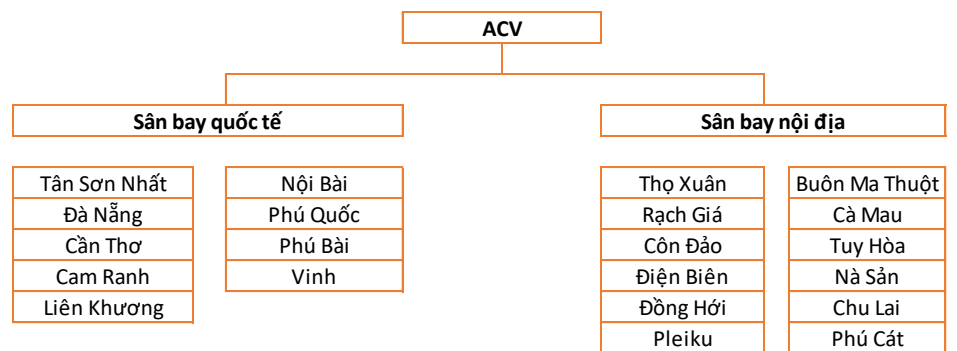 ACV
Sân bay quốc tế
Tân Sơn Nhất
Đà Nẵng
Cần Thơ
Cam Ranh
Liên Khương
Nội Bài
Phú Quốc
Phú Bài
Vinh
Sân bay nội địa
Thọ Xuân
Rạch Giá
Côn Đảo
Điện Biên
Đồng Hới
Pleiku
Buôn Ma Thuột
Cà Mau
Tuy Hòa
Nà Sản
Chu Lai
Phú Cát